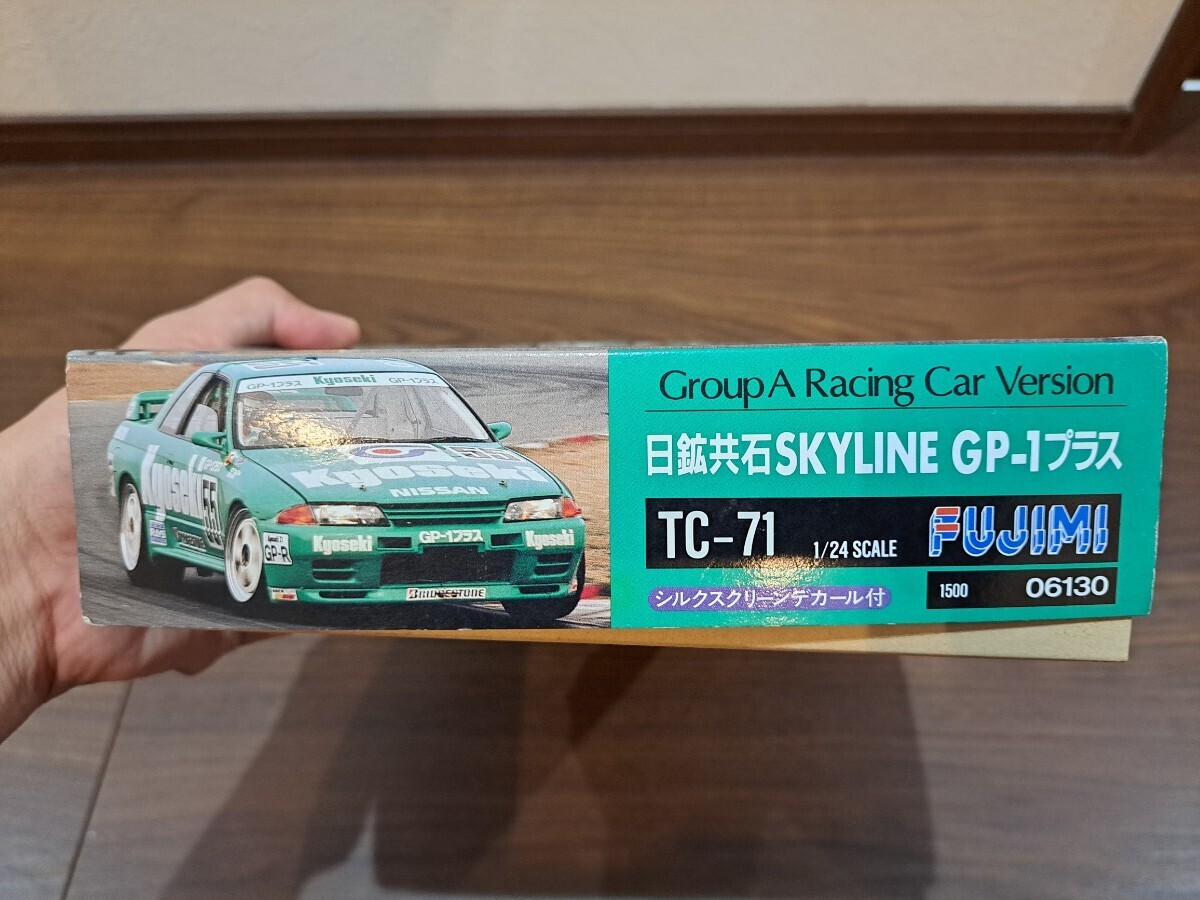 GP-1プラス Kyoseki GP-1プラス
Kyoseki 55
Kyoseki
NISSAN
Kyoseki GP-1プラス Kyoseki
GP-R
BRIDGESTONE
Group A Racing Car Version
日鉱共石SKYLINE GP-1プラス
TC-71 1/24 SCALE FUJIMI
シルクスクリーンデカール付
1500 06130